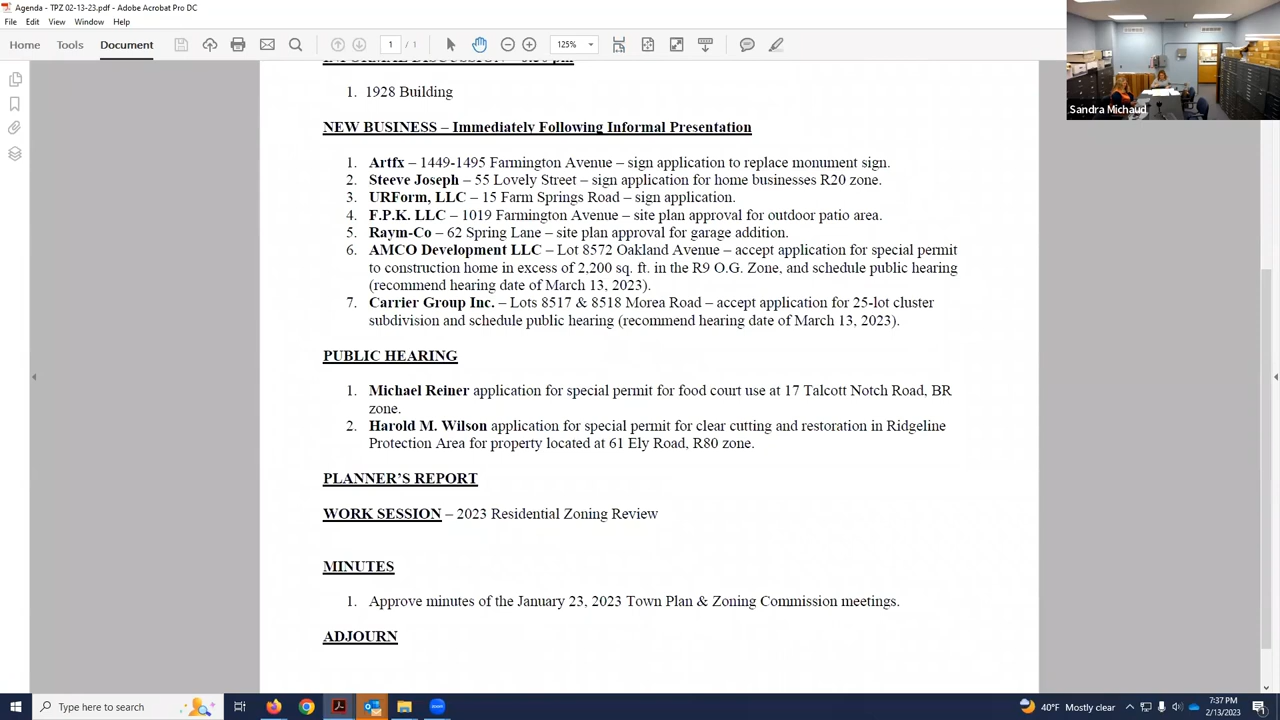 Agenda - TPZ 02-13-23.pdf - Adobe Acrobat Pro DC
File Edit View Window Help
Home Tools Document 1 / 1 125%
INFORMAL DISCUSSION
1. 1928 Building
NEW BUSINESS – Immediately Following Informal Presentation
1. Artfx – 1449-1495 Farmington Avenue – sign application to replace monument sign.
2. Steeve Joseph – 55 Lovely Street – sign application for home businesses R20 zone.
3. URForm, LLC – 15 Farm Springs Road – sign application.
4. F.P.K. LLC – 1019 Farmington Avenue – site plan approval for outdoor patio area.
5. Raym-Co – 62 Spring Lane – site plan approval for garage addition.
6. AMCO Development LLC – Lot 8572 Oakland Avenue – accept application for special permit
to construction home in excess of 2,200 sq. ft. in the R9 O.G. Zone, and schedule public hearing
(recommend hearing date of March 13, 2023).
7. Carrier Group Inc. – Lots 8517 & 8518 Morea Road – accept application for 25-lot cluster
subdivision and schedule public hearing (recommend hearing date of March 13, 2023).
PUBLIC HEARING
1. Michael Reiner application for special permit for food court use at 17 Talcott Notch Road, BR
zone.
2. Harold M. Wilson application for special permit for clear cutting and restoration in Ridgeline
Protection Area for property located at 61 Ely Road, R80 zone.
PLANNER'S REPORT
WORK SESSION – 2023 Residential Zoning Review
MINUTES
1. Approve minutes of the January 23, 2023 Town Plan & Zoning Commission meetings.
ADJOURN
Sandra Michaud
Type here to search
zoom
40°F Mostly clear
7:37 PM
2/13/2023
1